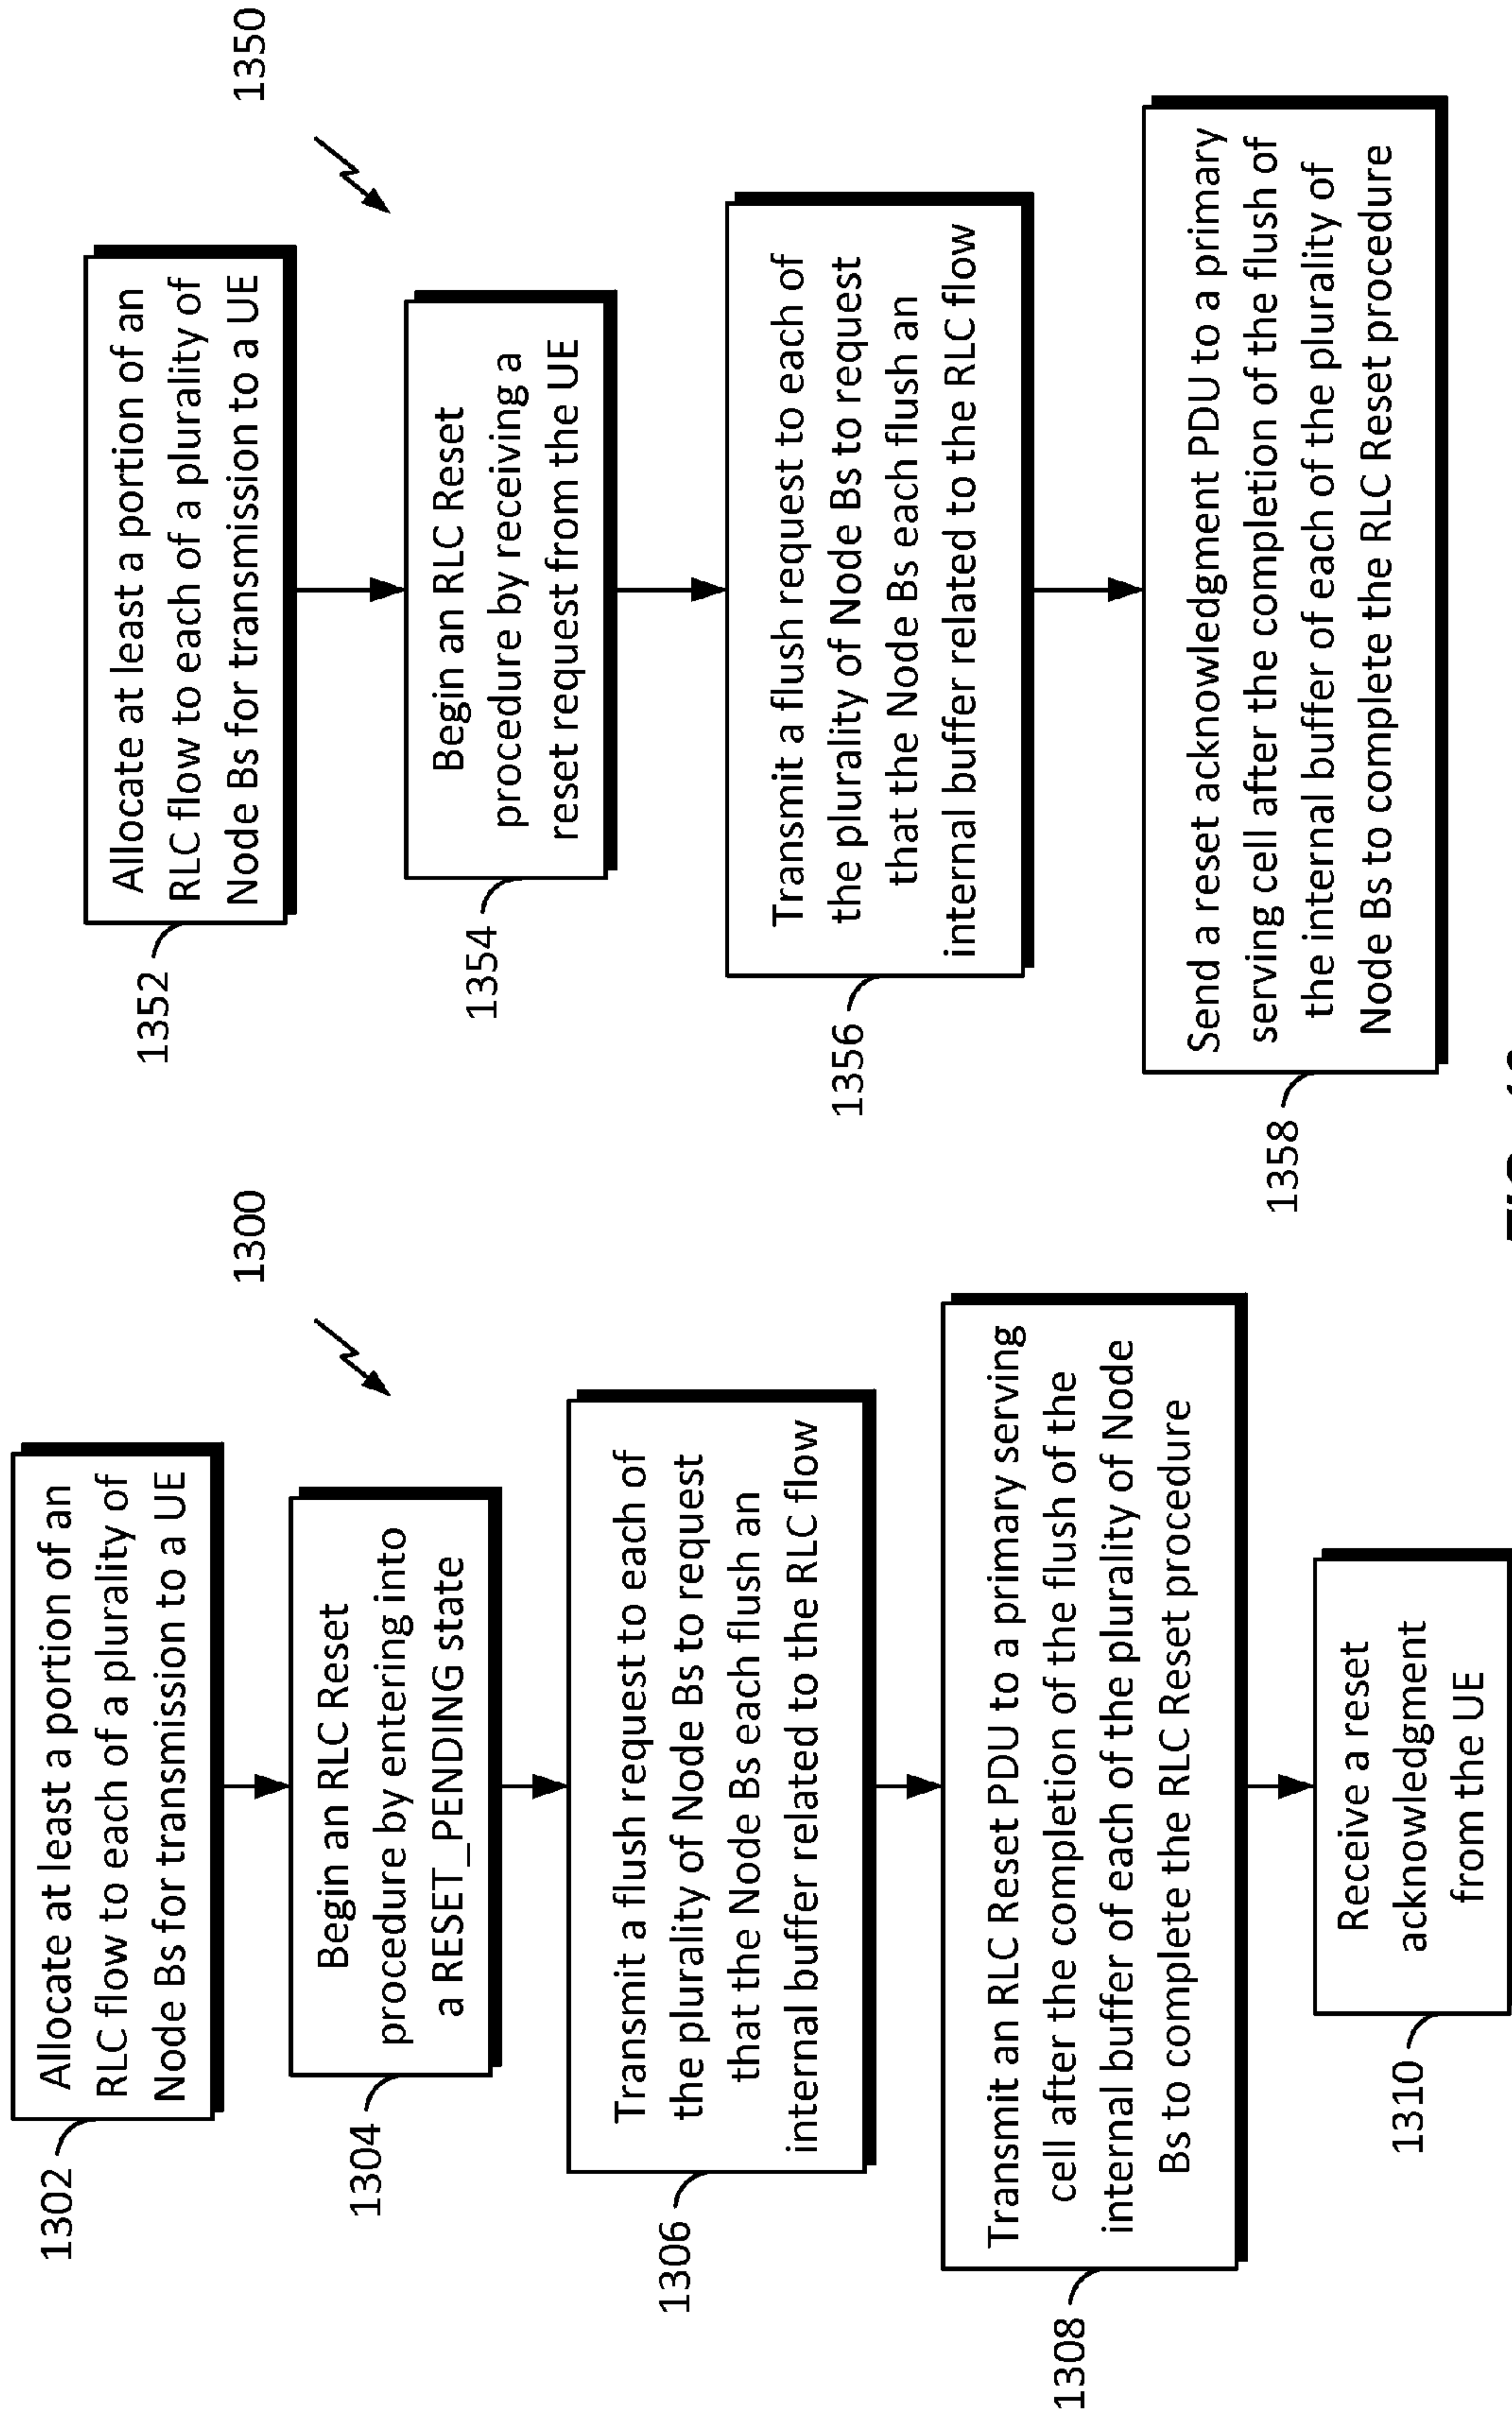 1300
1302
Allocate at least a portion of an
RLC flow to each of a plurality of
Node Bs for transmission to a UE
1304
Begin an RLC Reset
procedure by entering into
a RESET_PENDING state
1306
Transmit a flush request to each of
the plurality of Node Bs to request
that the Node Bs each flush an
internal buffer related to the RLC flow
1308
Transmit an RLC Reset PDU to a primary serving
cell after the completion of the flush of the
internal buffer of each of the plurality of Node
Bs to complete the RLC Reset procedure
1310
Receive a reset
acknowledgment
from the UE
1350
1352
Allocate at least a portion of an
RLC flow to each of a plurality of
Node Bs for transmission to a UE
1354
Begin an RLC Reset
procedure by receiving a
reset request from the UE
1356
Transmit a flush request to each of
the plurality of Node Bs to request
that the Node Bs each flush an
internal buffer related to the RLC flow
1358
Send a reset acknowledgment PDU to a primary
serving cell after the completion of the flush of
the internal buffer of each of the plurality of
Node Bs to complete the RLC Reset procedure